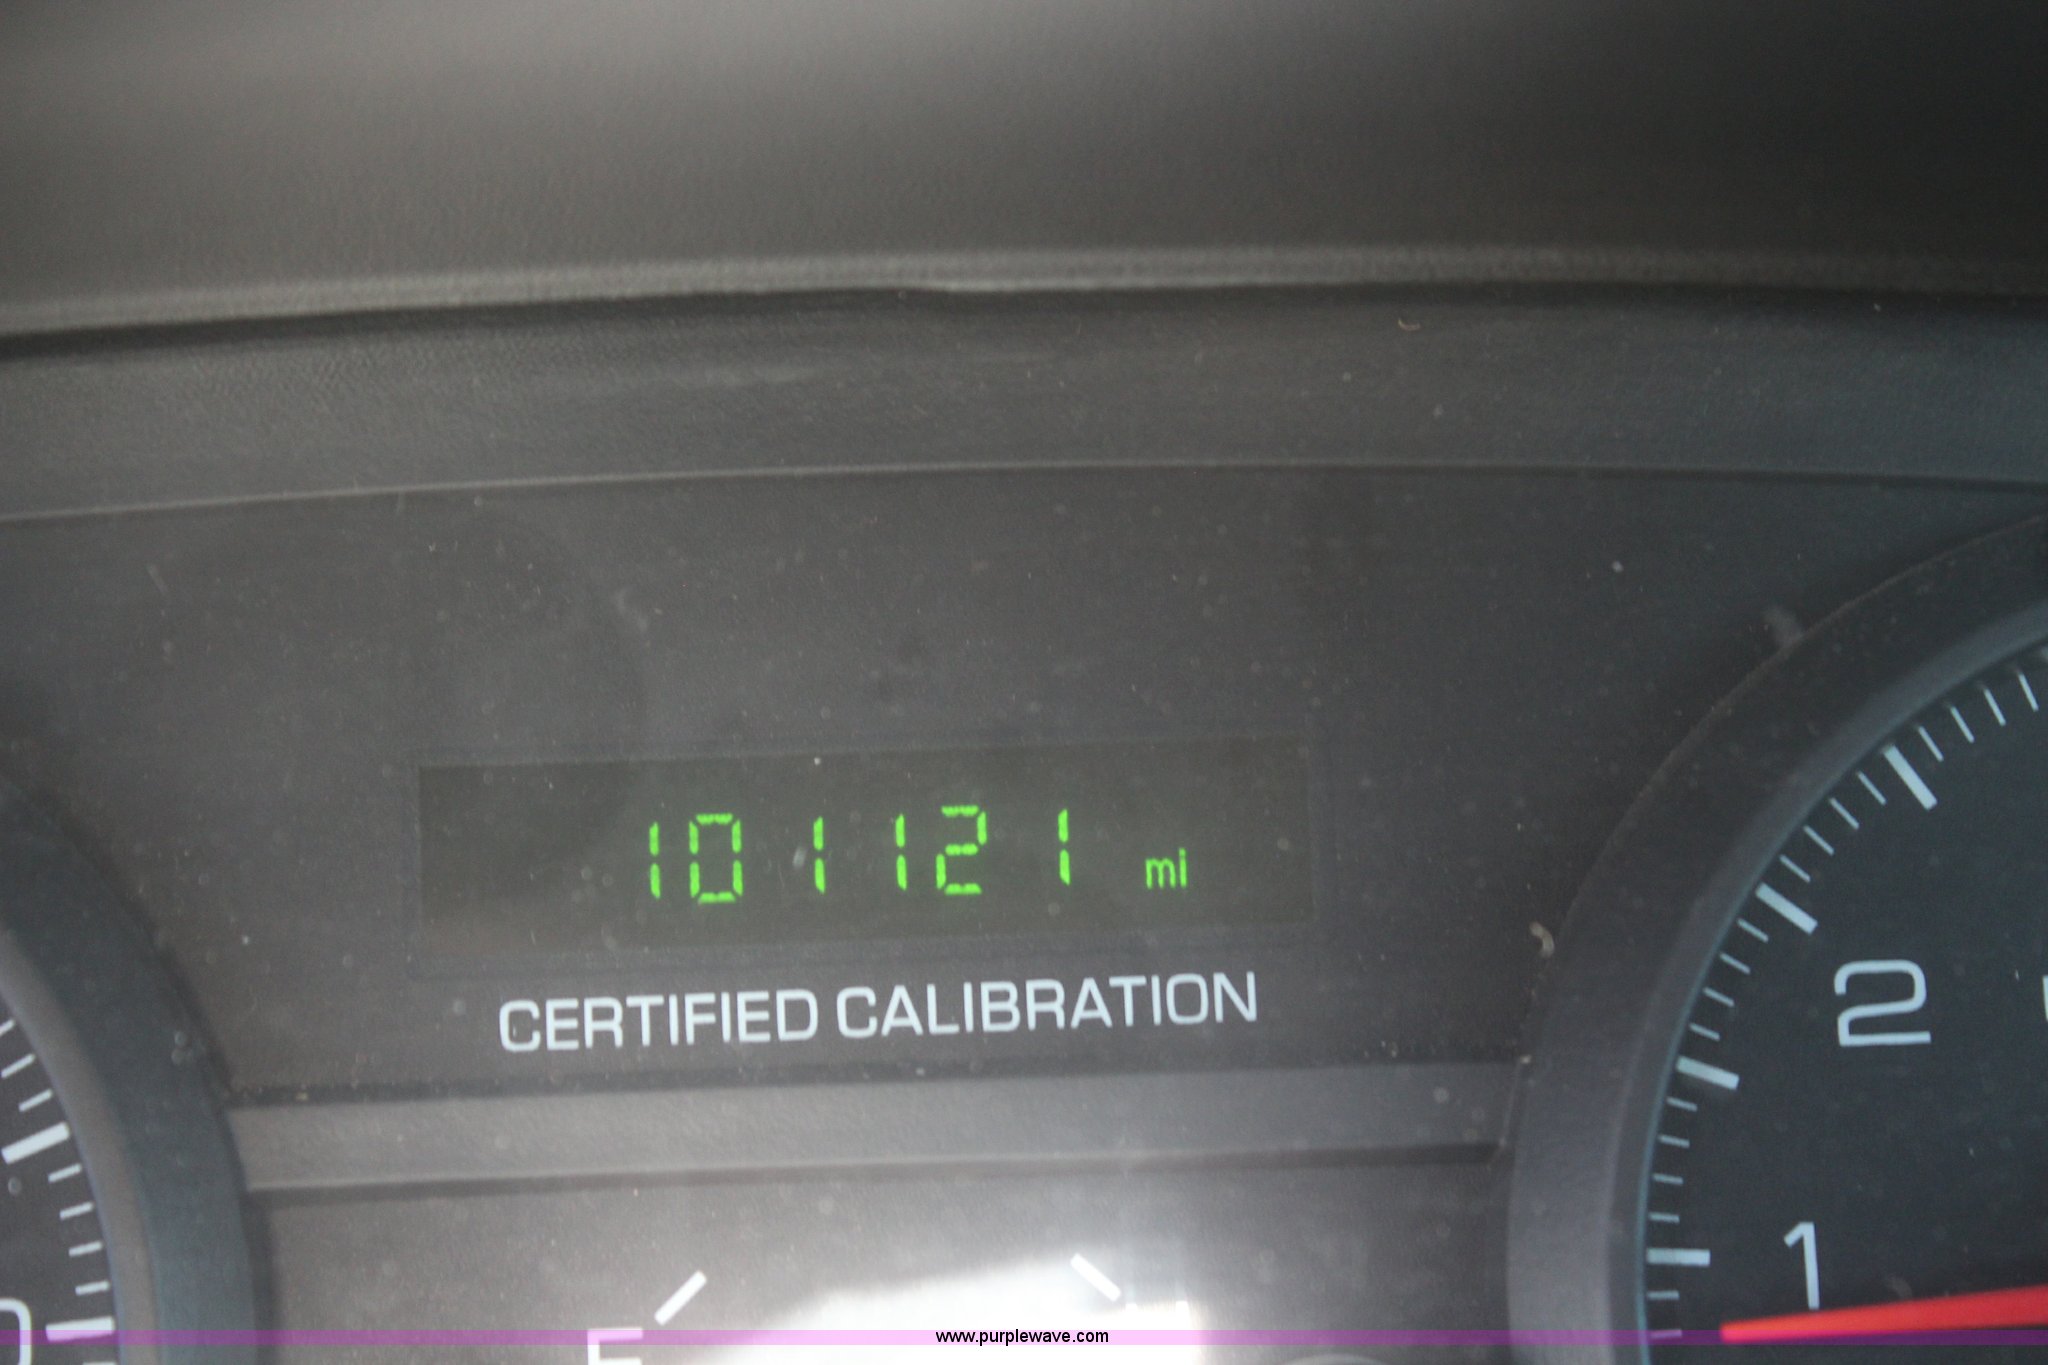 101121 mi
CERTIFIED CALIBRATION
2
1
www.purplewave.com